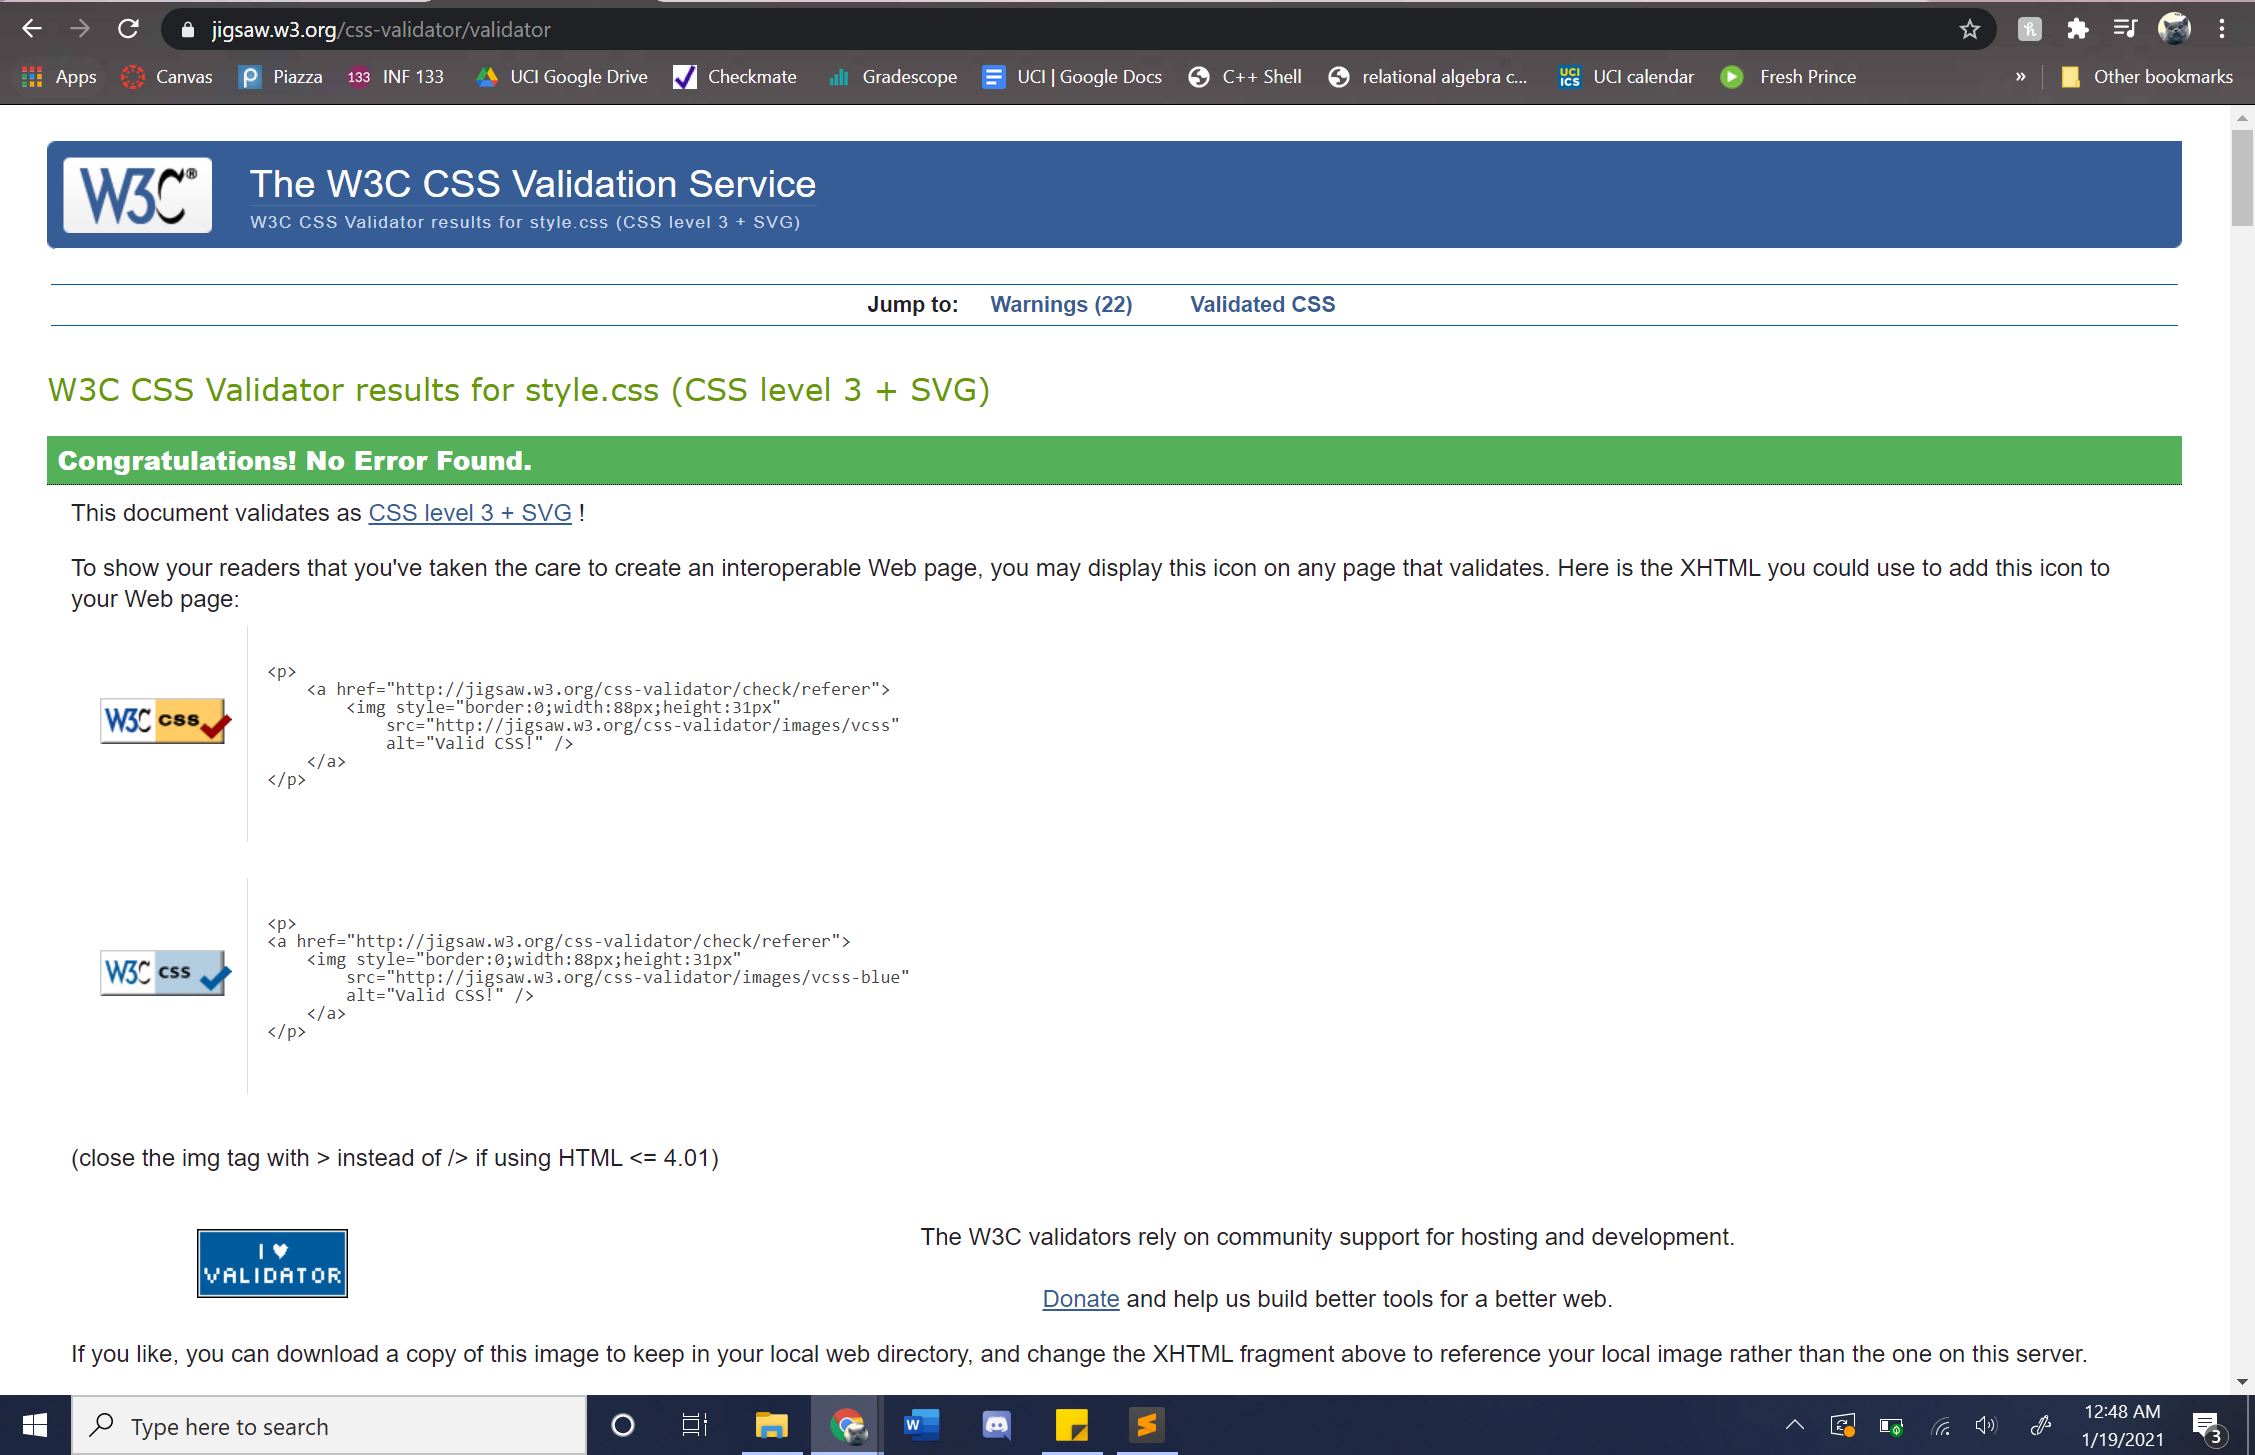 jigsaw.w3.org/css-validator/validator
Apps Canvas Piazza 133 INF 133 UCI Google Drive Checkmate Gradescope UCI | Google Docs C++ Shell relational algebra c... UCI ICS UCI calendar Fresh Prince » Other bookmarks
W3C® The W3C CSS Validation Service
W3C CSS Validator results for style.css (CSS level 3 + SVG)
Jump to: Warnings (22) Validated CSS
W3C CSS Validator results for style.css (CSS level 3 + SVG)
Congratulations! No Error Found.
This document validates as CSS level 3 + SVG !
To show your readers that you've taken the care to create an interoperable Web page, you may display this icon on any page that validates. Here is the XHTML you could use to add this icon to
your Web page:
W3C css
<p>
<a href="http://jigsaw.w3.org/css-validator/check/referer">
<img style="border:0;width:88px;height:31px"
src="http://jigsaw.w3.org/css-validator/images/vcss"
alt="Valid CSS!" />
</a>
</p>
W3C css
<p>
<a href="http://jigsaw.w3.org/css-validator/check/referer">
<img style="border:0;width:88px;height:31px"
src="http://jigsaw.w3.org/css-validator/images/vcss-blue"
alt="Valid CSS!" />
</a>
</p>
(close the img tag with > instead of /> if using HTML <= 4.01)
I ♥
VALIDATOR
The W3C validators rely on community support for hosting and development.
Donate and help us build better tools for a better web.
If you like, you can download a copy of this image to keep in your local web directory, and change the XHTML fragment above to reference your local image rather than the one on this server.
Type here to search
12:48 AM
1/19/2021
3